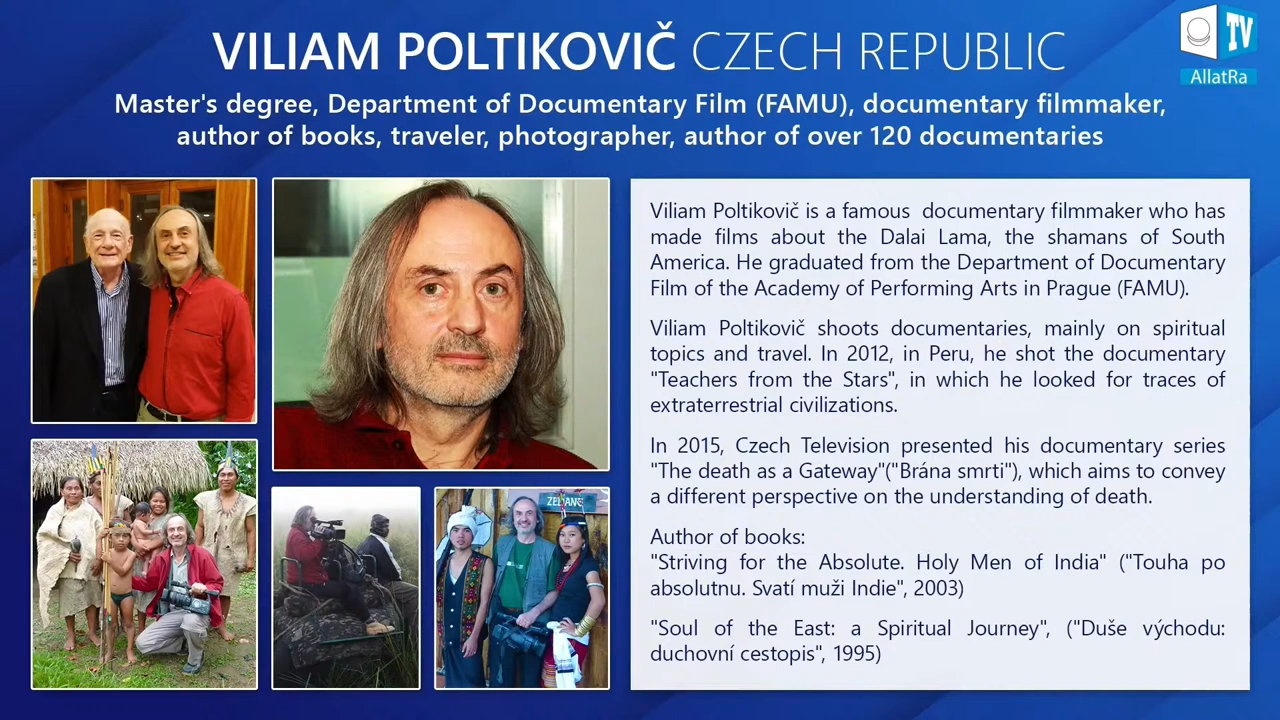 VILIAM POLTIKOVIČ CZECH REPUBLIC
TV
AllatRa
Master's degree, Department of Documentary Film (FAMU), documentary filmmaker,
author of books, traveler, photographer, author of over 120 documentaries
Viliam Poltikovič is a famous documentary filmmaker who has
made films about the Dalai Lama, the shamans of South
America. He graduated from the Department of Documentary
Film of the Academy of Performing Arts in Prague (FAMU).
Viliam Poltikovič shoots documentaries, mainly on spiritual
topics and travel. In 2012, in Peru, he shot the documentary
"Teachers from the Stars", in which he looked for traces of
extraterrestrial civilizations.
In 2015, Czech Television presented his documentary series
"The death as a Gateway"("Brána smrti"), which aims to convey
a different perspective on the understanding of death.
Author of books:
"Striving for the Absolute. Holy Men of India" ("Touha po
absolutnu. Svatí muži Indie", 2003)
"Soul of the East: a Spiritual Journey", ("Duše východu:
duchovní cestopis", 1995)